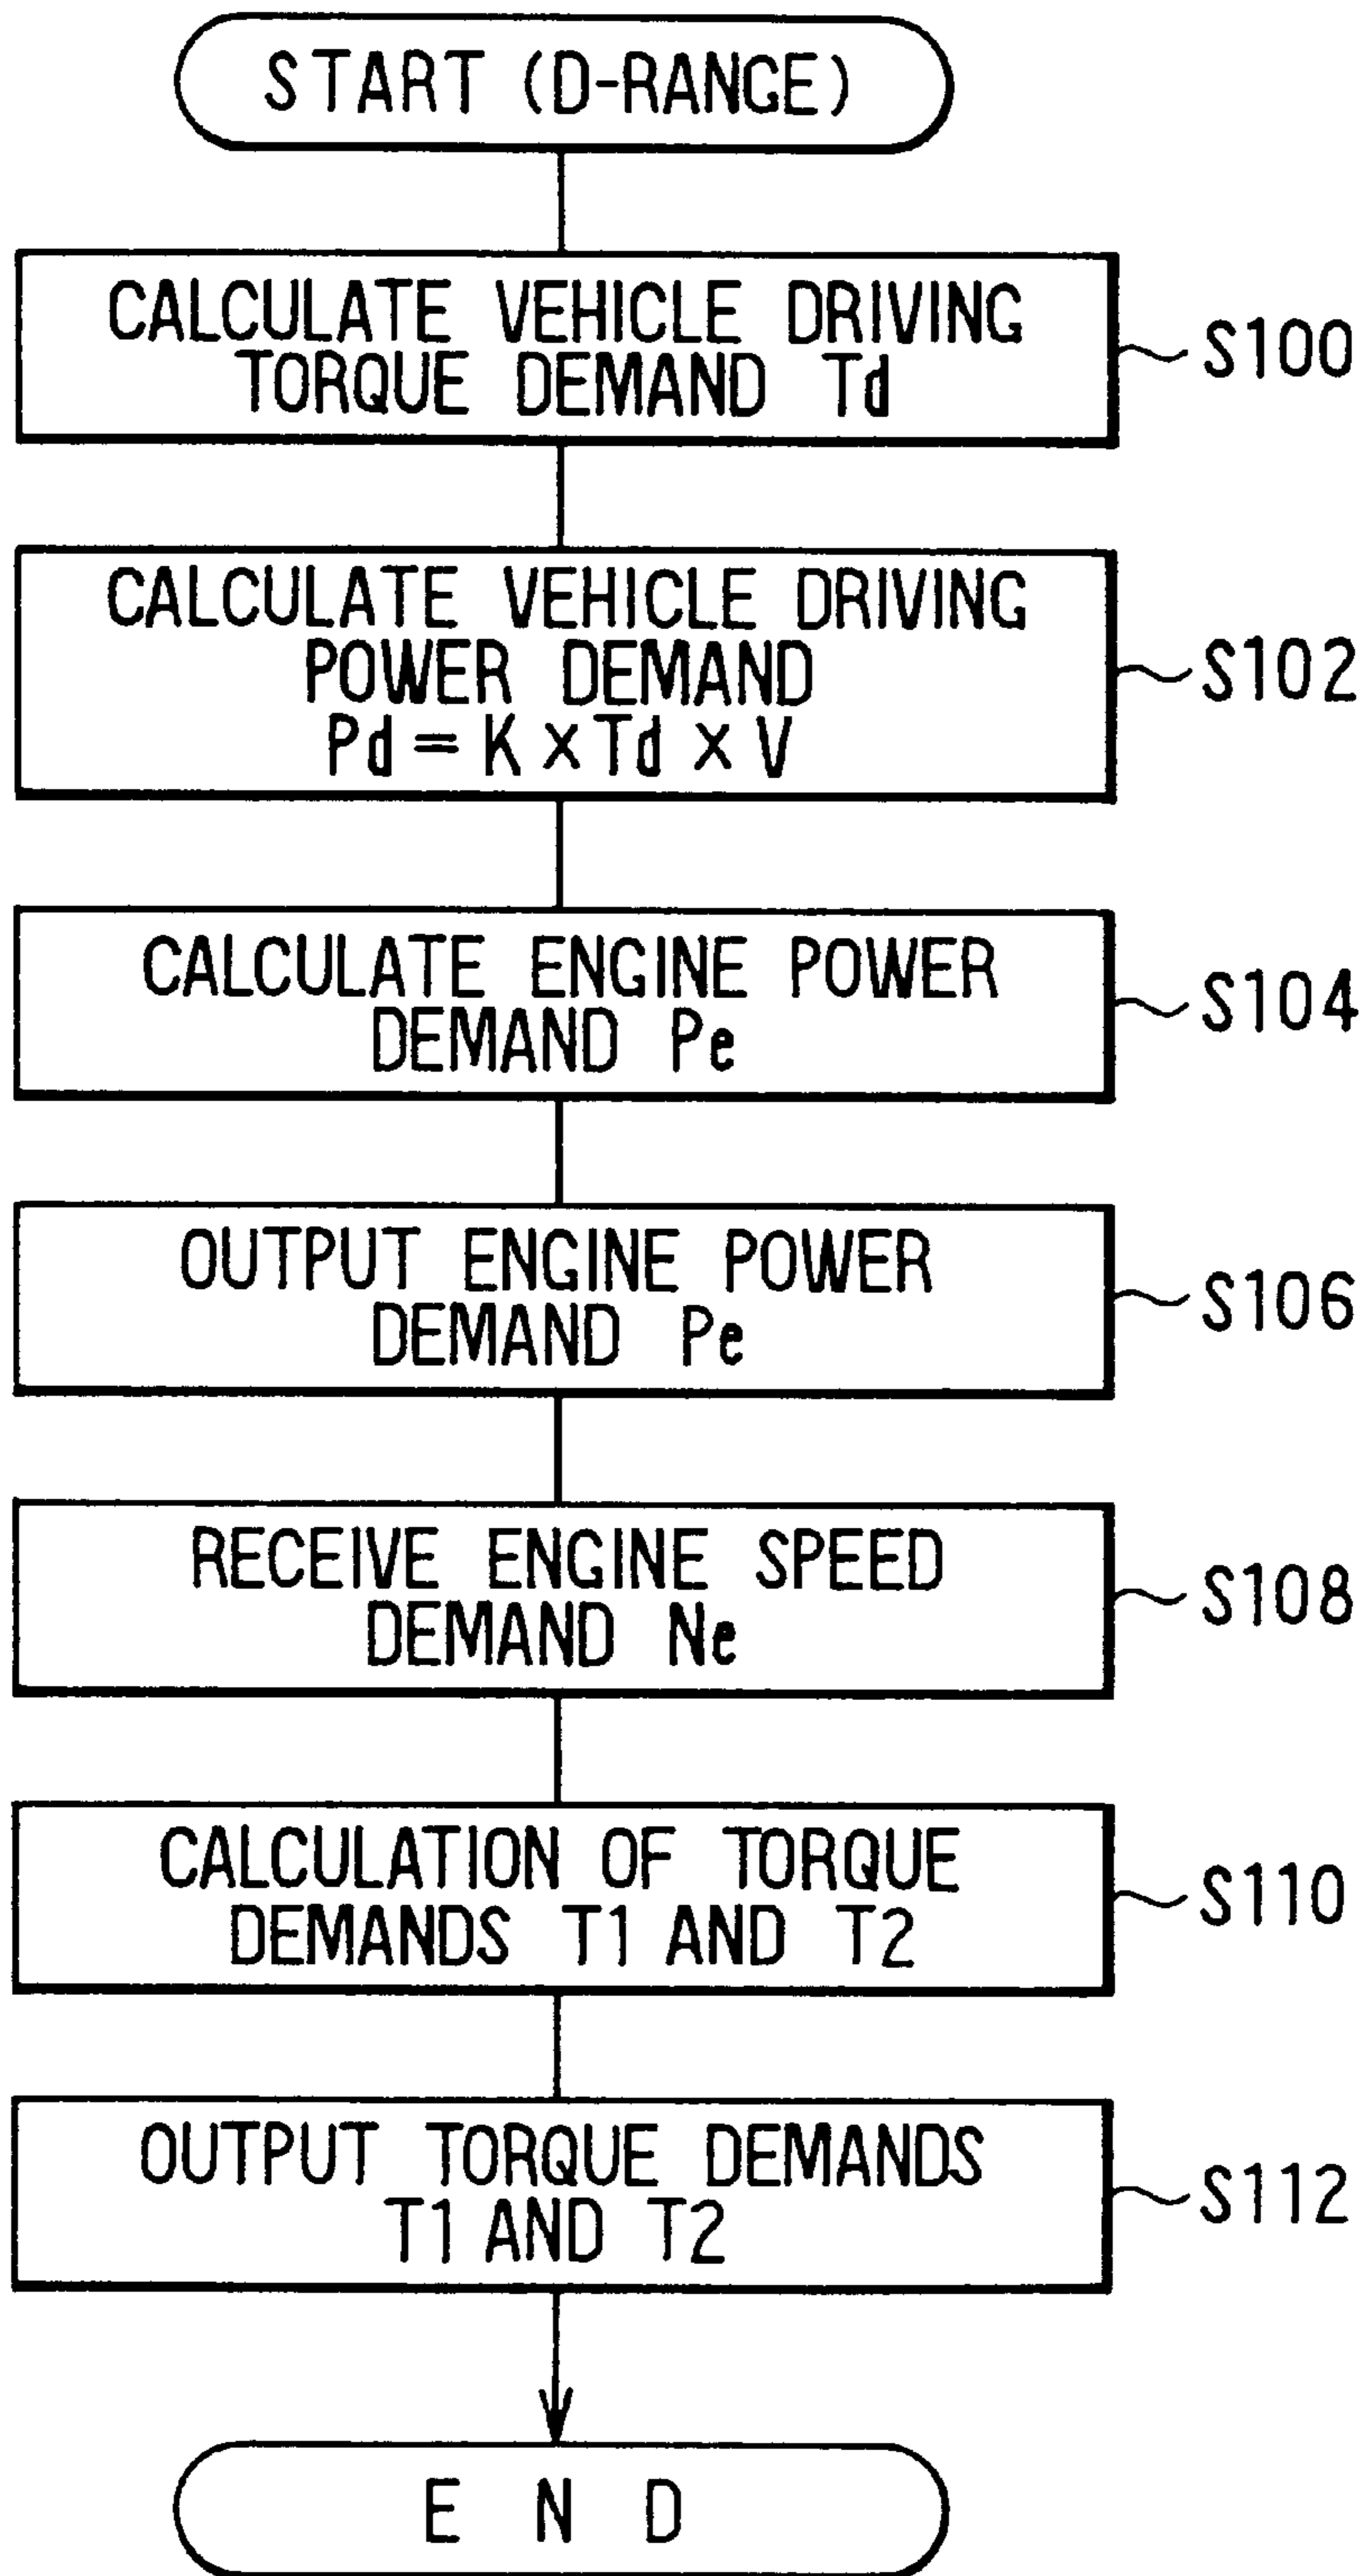 START (D-RANGE)
CALCULATE VEHICLE DRIVING
TORQUE DEMAND Td
S100
CALCULATE VEHICLE DRIVING
POWER DEMAND
Pd = K × Td × V
S102
CALCULATE ENGINE POWER
DEMAND Pe
S104
OUTPUT ENGINE POWER
DEMAND Pe
S106
RECEIVE ENGINE SPEED
DEMAND Ne
S108
CALCULATION OF TORQUE
DEMANDS T1 AND T2
S110
OUTPUT TORQUE DEMANDS
T1 AND T2
S112
END